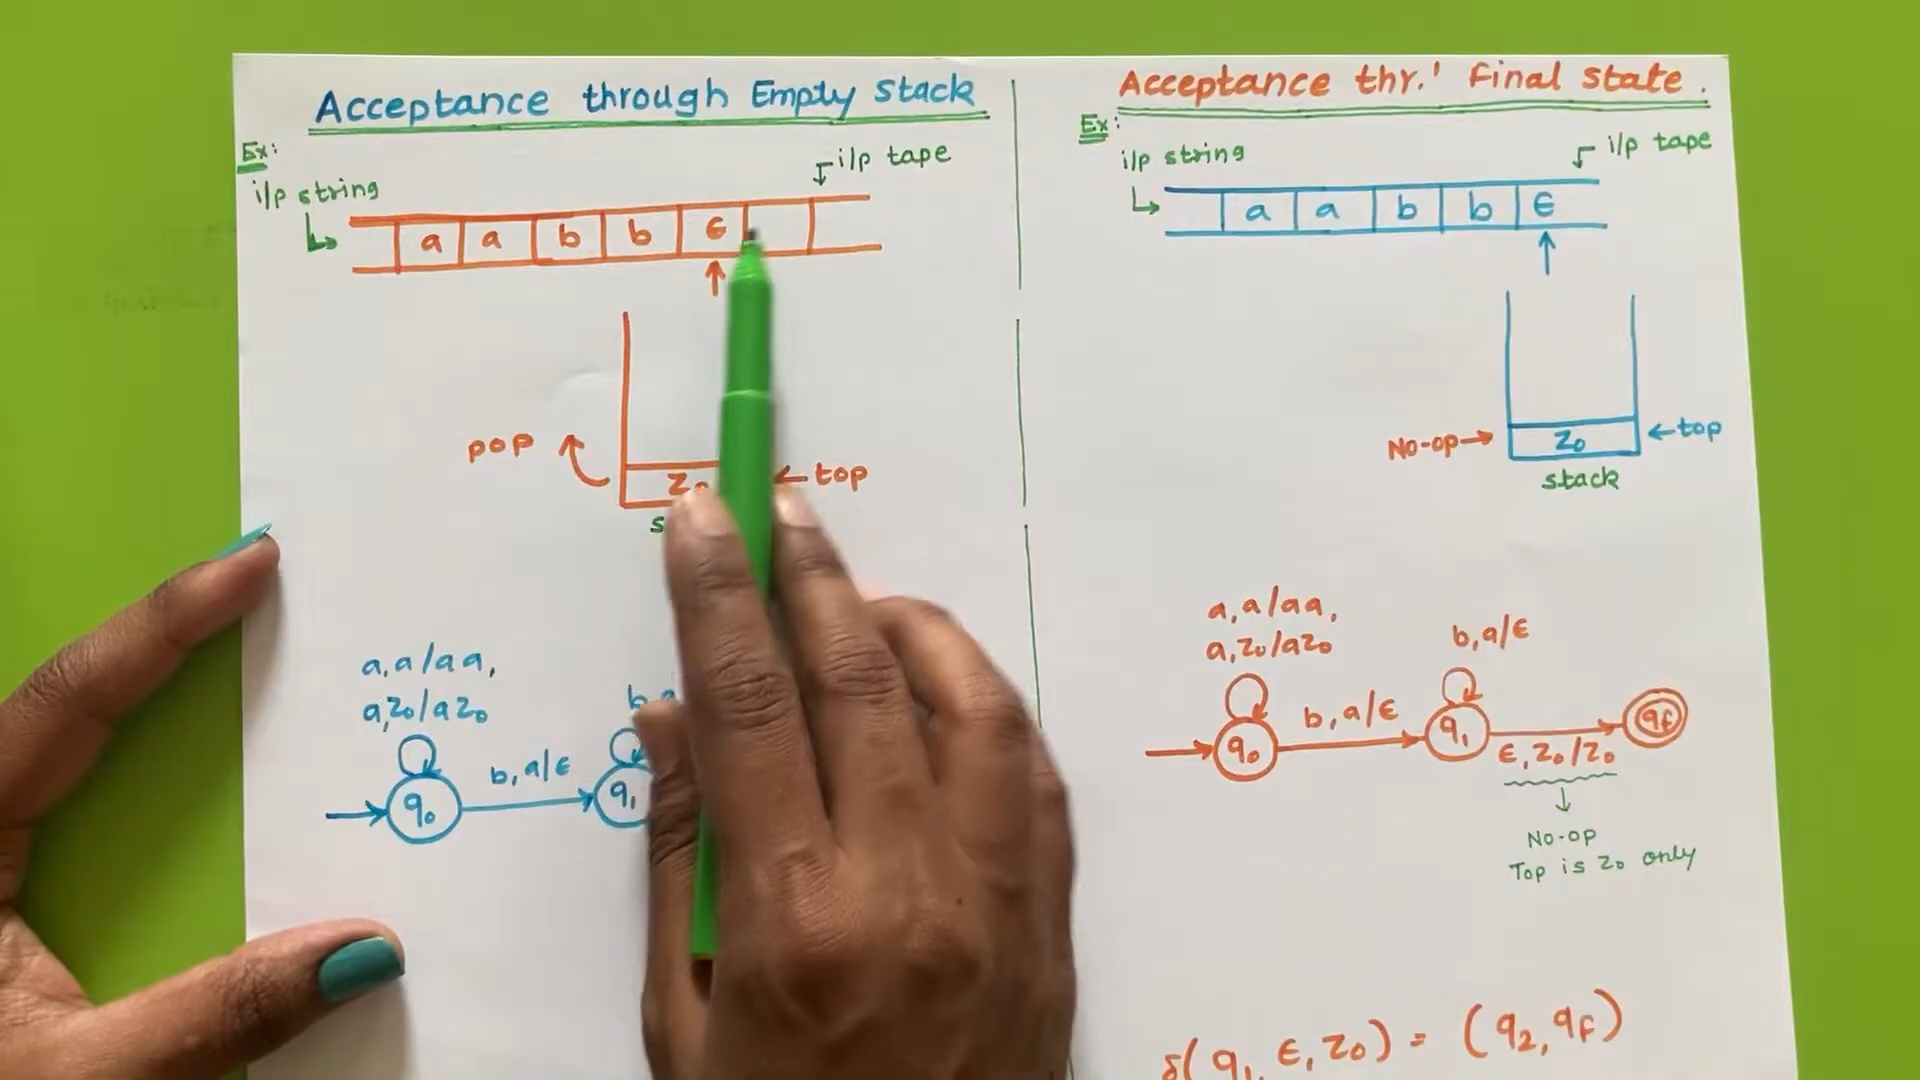 Acceptance through Empty Stack
Ex:
i/p string
i/p tape
a a b b ϵ
pop
top
a,a/aa,
a,z₀/az₀
b, a/ϵ
q₀
q₁
Acceptance thr.' Final State.
Ex:
i/p string
i/p tape
a a b b ϵ
No-op
z₀
top
stack
a,a/aa,
a,z₀/az₀
b,a/ϵ
b,a/ϵ
q₀
q₁
qf
ϵ,z₀/z₀
No-op
Top is z₀ only
δ(q₁, ϵ, z₀) = (q₂, qf)